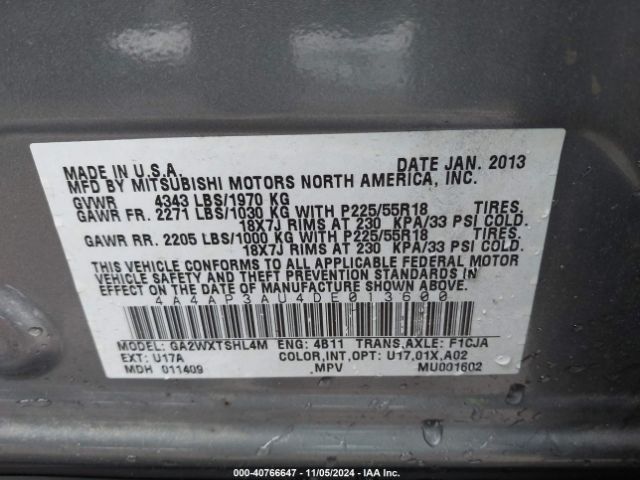 MADE IN U.S.A. DATE JAN. 2013
MFD BY MITSUBISHI MOTORS NORTH AMERICA, INC.
GVWR 4343 LBS/1970 KG
GAWR FR. 2271 LBS/1030 KG WITH P225/55R18 TIRES.
18X7J RIMS AT 230 KPA/33 PSI COLD.
GAWR RR. 2205 LBS/1000 KG WITH P225/55R18 TIRES.
18X7J RIMS AT 230 KPA/33 PSI COLD.
THIS VEHICLE CONFORMS TO ALL APPLICABLE FEDERAL MOTOR
VEHICLE SAFETY AND THEFT PREVENTION STANDARDS IN
EFFECT ON THE DATE OF MANUFACTURE SHOWN ABOVE.
4A4AP3AU4DE013600
MODEL: GA2WXTSHL4M ENG: 4B11 TRANS,AXLE: F1CJA
EXT: U17A COLOR,INT,OPT: U17,01X,A02
MDH 011409 MPV MU001602
000-40766647 - 11/05/2024 - IAA Inc.